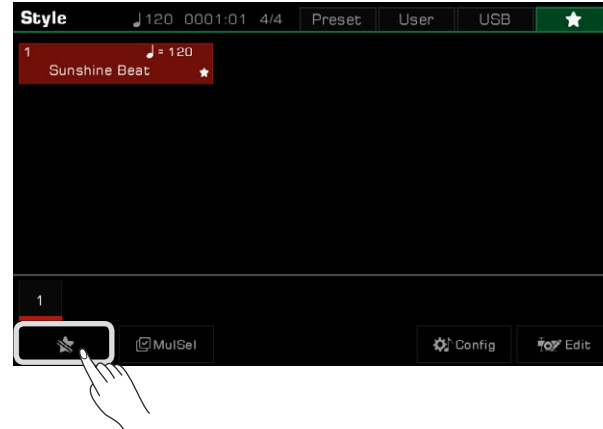 Style ♩120 0001:01 4/4 Preset User USB ★
1 ♩= 120
Sunshine Beat ★
1
MulSel Config Edit